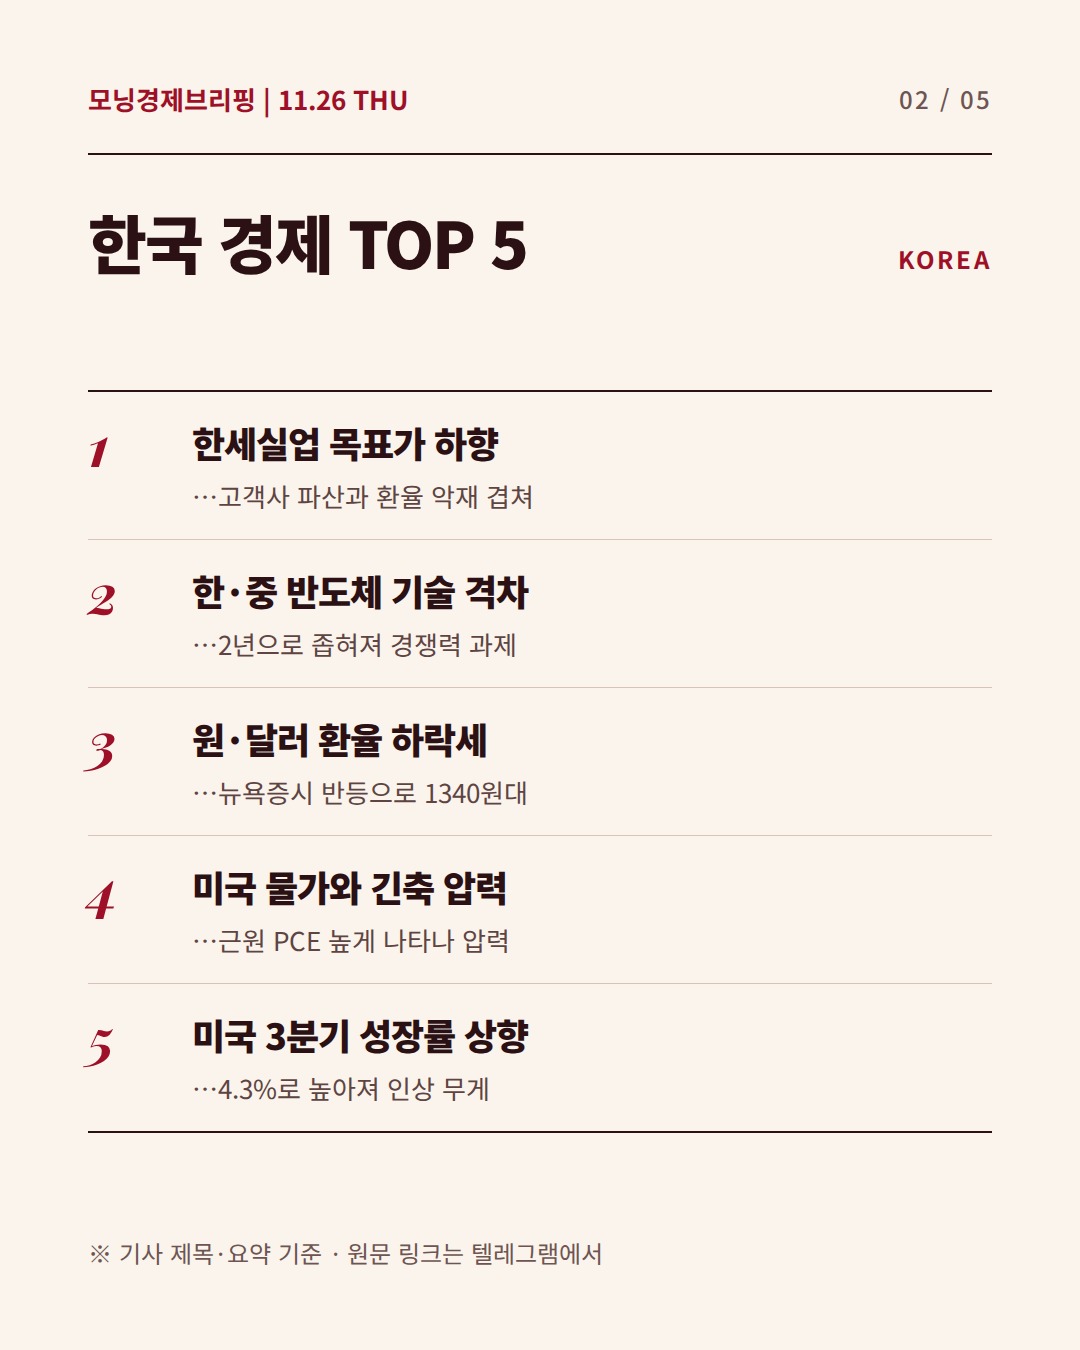 모닝경제브리핑 | 11.26 THU
02 / 05
한국 경제 TOP 5
KOREA
1
한세실업 목표가 하향
…고객사 파산과 환율 악재 겹쳐
2
한·중 반도체 기술 격차
…2년으로 좁혀져 경쟁력 과제
3
원·달러 환율 하락세
…뉴욕증시 반등으로 1340원대
4
미국 물가와 긴축 압력
…근원 PCE 높게 나타나 압력
5
미국 3분기 성장률 상향
…4.3%로 높아져 인상 무게
※ 기사 제목·요약 기준 · 원문 링크는 텔레그램에서